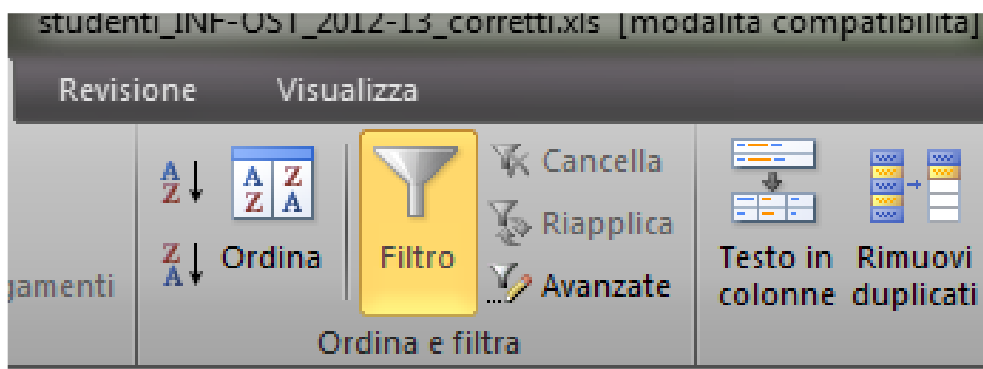 studenti_INF-OST_2012-13_corretti.xls [modalità compatibilità]
Revisione Visualizza
Cancella
Riapplica
Avanzate
Ordina
Filtro
gamenti
Testo in colonne
Rimuovi duplicati
Ordina e filtra